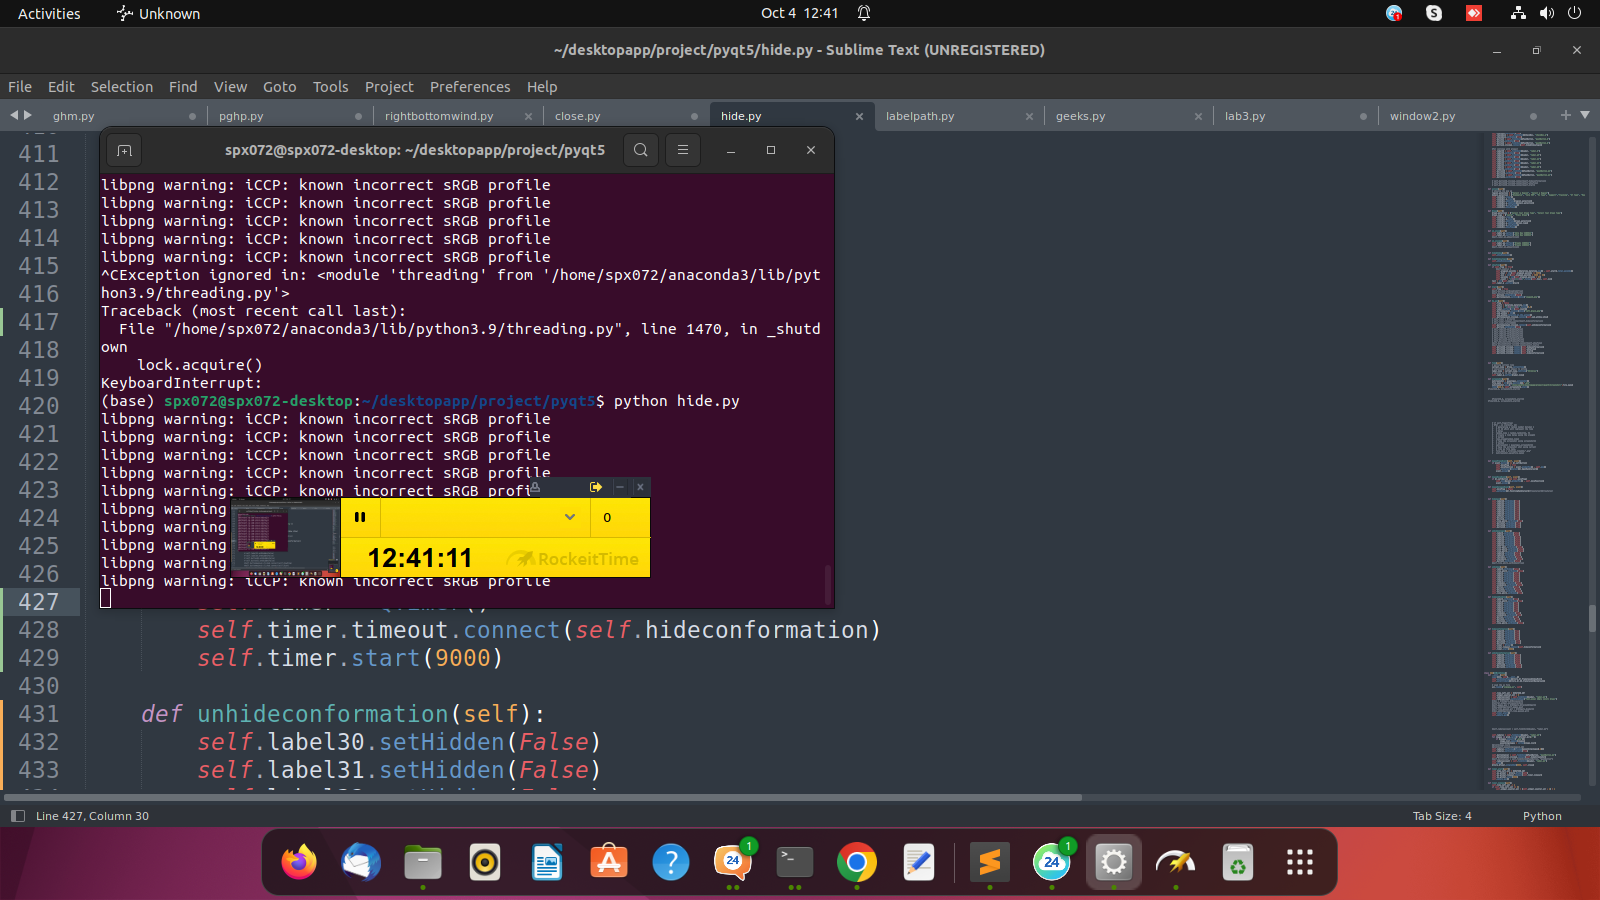 Activities Unknown Oct 4 12:41
~/desktopapp/project/pyqt5/hide.py - Sublime Text (UNREGISTERED)
File Edit Selection Find View Goto Tools Project Preferences Help
ghm.py pghp.py rightbottomwind.py close.py hide.py labelpath.py geeks.py lab3.py window2.py
spx072@spx072-desktop: ~/desktopapp/project/pyqt5
libpng warning: iCCP: known incorrect sRGB profile
libpng warning: iCCP: known incorrect sRGB profile
libpng warning: iCCP: known incorrect sRGB profile
libpng warning: iCCP: known incorrect sRGB profile
libpng warning: iCCP: known incorrect sRGB profile
^CException ignored in: <module 'threading' from '/home/spx072/anaconda3/lib/pyt
hon3.9/threading.py'>
Traceback (most recent call last):
File "/home/spx072/anaconda3/lib/python3.9/threading.py", line 1470, in _shutd
own
lock.acquire()
KeyboardInterrupt:
(base) spx072@spx072-desktop:~/desktopapp/project/pyqt5$ python hide.py
libpng warning: iCCP: known incorrect sRGB profile
libpng warning: iCCP: known incorrect sRGB profile
libpng warning: iCCP: known incorrect sRGB profile
libpng warning: iCCP: known incorrect sRGB profile
libpng warning: iCCP: known incorrect sRGB prof
libpng warning
libpng warning
libpng warning
libpng warning
libpng warning: iCCP: known incorrect sRGB profile
0
12:41:11 RockeitTime
411
412
413
414
415
416
417
418
419
420
421
422
423
424
425
426
427
428 self.timer.timeout.connect(self.hideconformation)
429 self.timer.start(9000)
430
431 def unhideconformation(self):
432 self.label30.setHidden(False)
433 self.label31.setHidden(False)
Line 427, Column 30 Tab Size: 4 Python
24 1 24 1